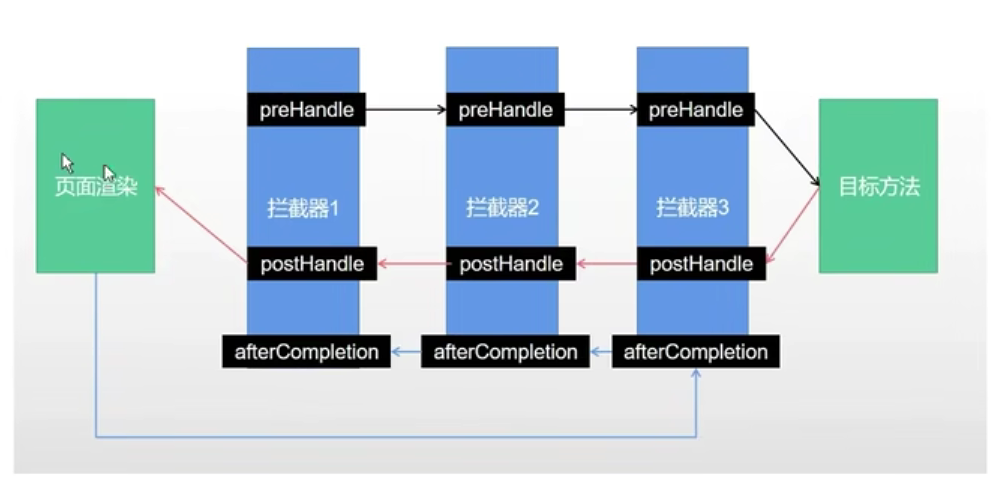 preHandle
preHandle
preHandle
页面渲染
拦截器1
拦截器2
拦截器3
目标方法
postHandle
postHandle
postHandle
afterCompletion
afterCompletion
afterCompletion